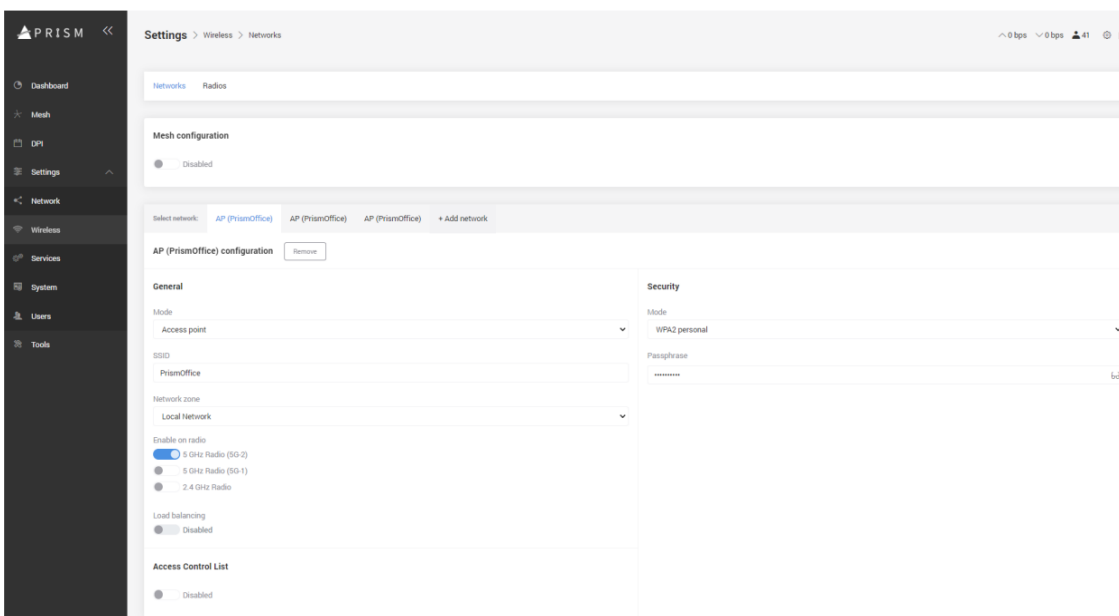 PRISM
Settings > Wireless > Networks
0 bps 0 bps 41
Dashboard
Mesh
DPI
Settings
Network
Wireless
Services
System
Users
Tools
Networks Radios
Mesh configuration
Disabled
Select network: AP (PrismOffice) AP (PrismOffice) AP (PrismOffice) + Add network
AP (PrismOffice) configuration Remove
General
Mode
Access point
SSID
PrismOffice
Network zone
Local Network
Enable on radio
5 GHz Radio (5G-2)
5 GHz Radio (5G-1)
2.4 GHz Radio
Load balancing
Disabled
Access Control List
Disabled
Security
Mode
WPA2 personal
Passphrase
••••••••••